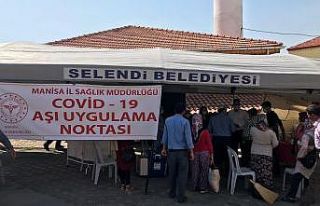 SELENDİ BELEDİYESİ
MANİSA İL SAĞLIK MÜDÜRLÜĞÜ
COVID - 19
AŞI UYGULAMA
NOKTASI